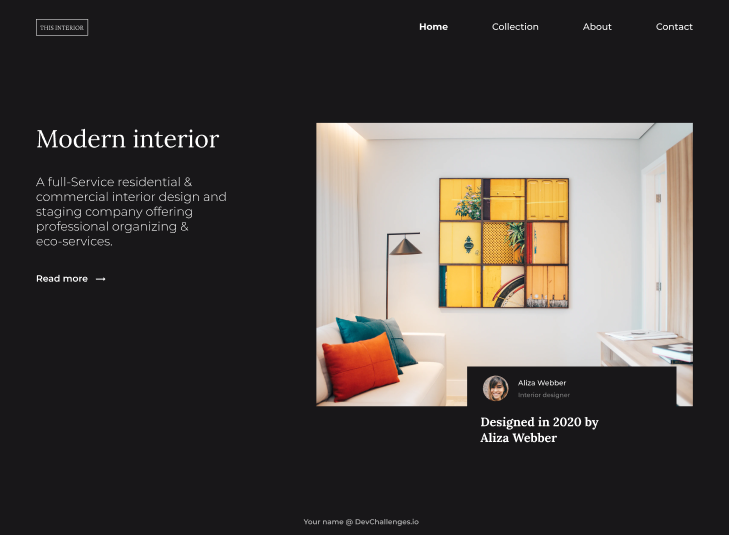 THIS INTERIOR
Home
Collection
About
Contact
Modern interior
A full-Service residential &
commercial interior design and
staging company offering
professional organizing &
eco-services.
Read more
Aliza Webber
Interior designer
Designed in 2020 by
Aliza Webber
Your name @ DevChallenges.io